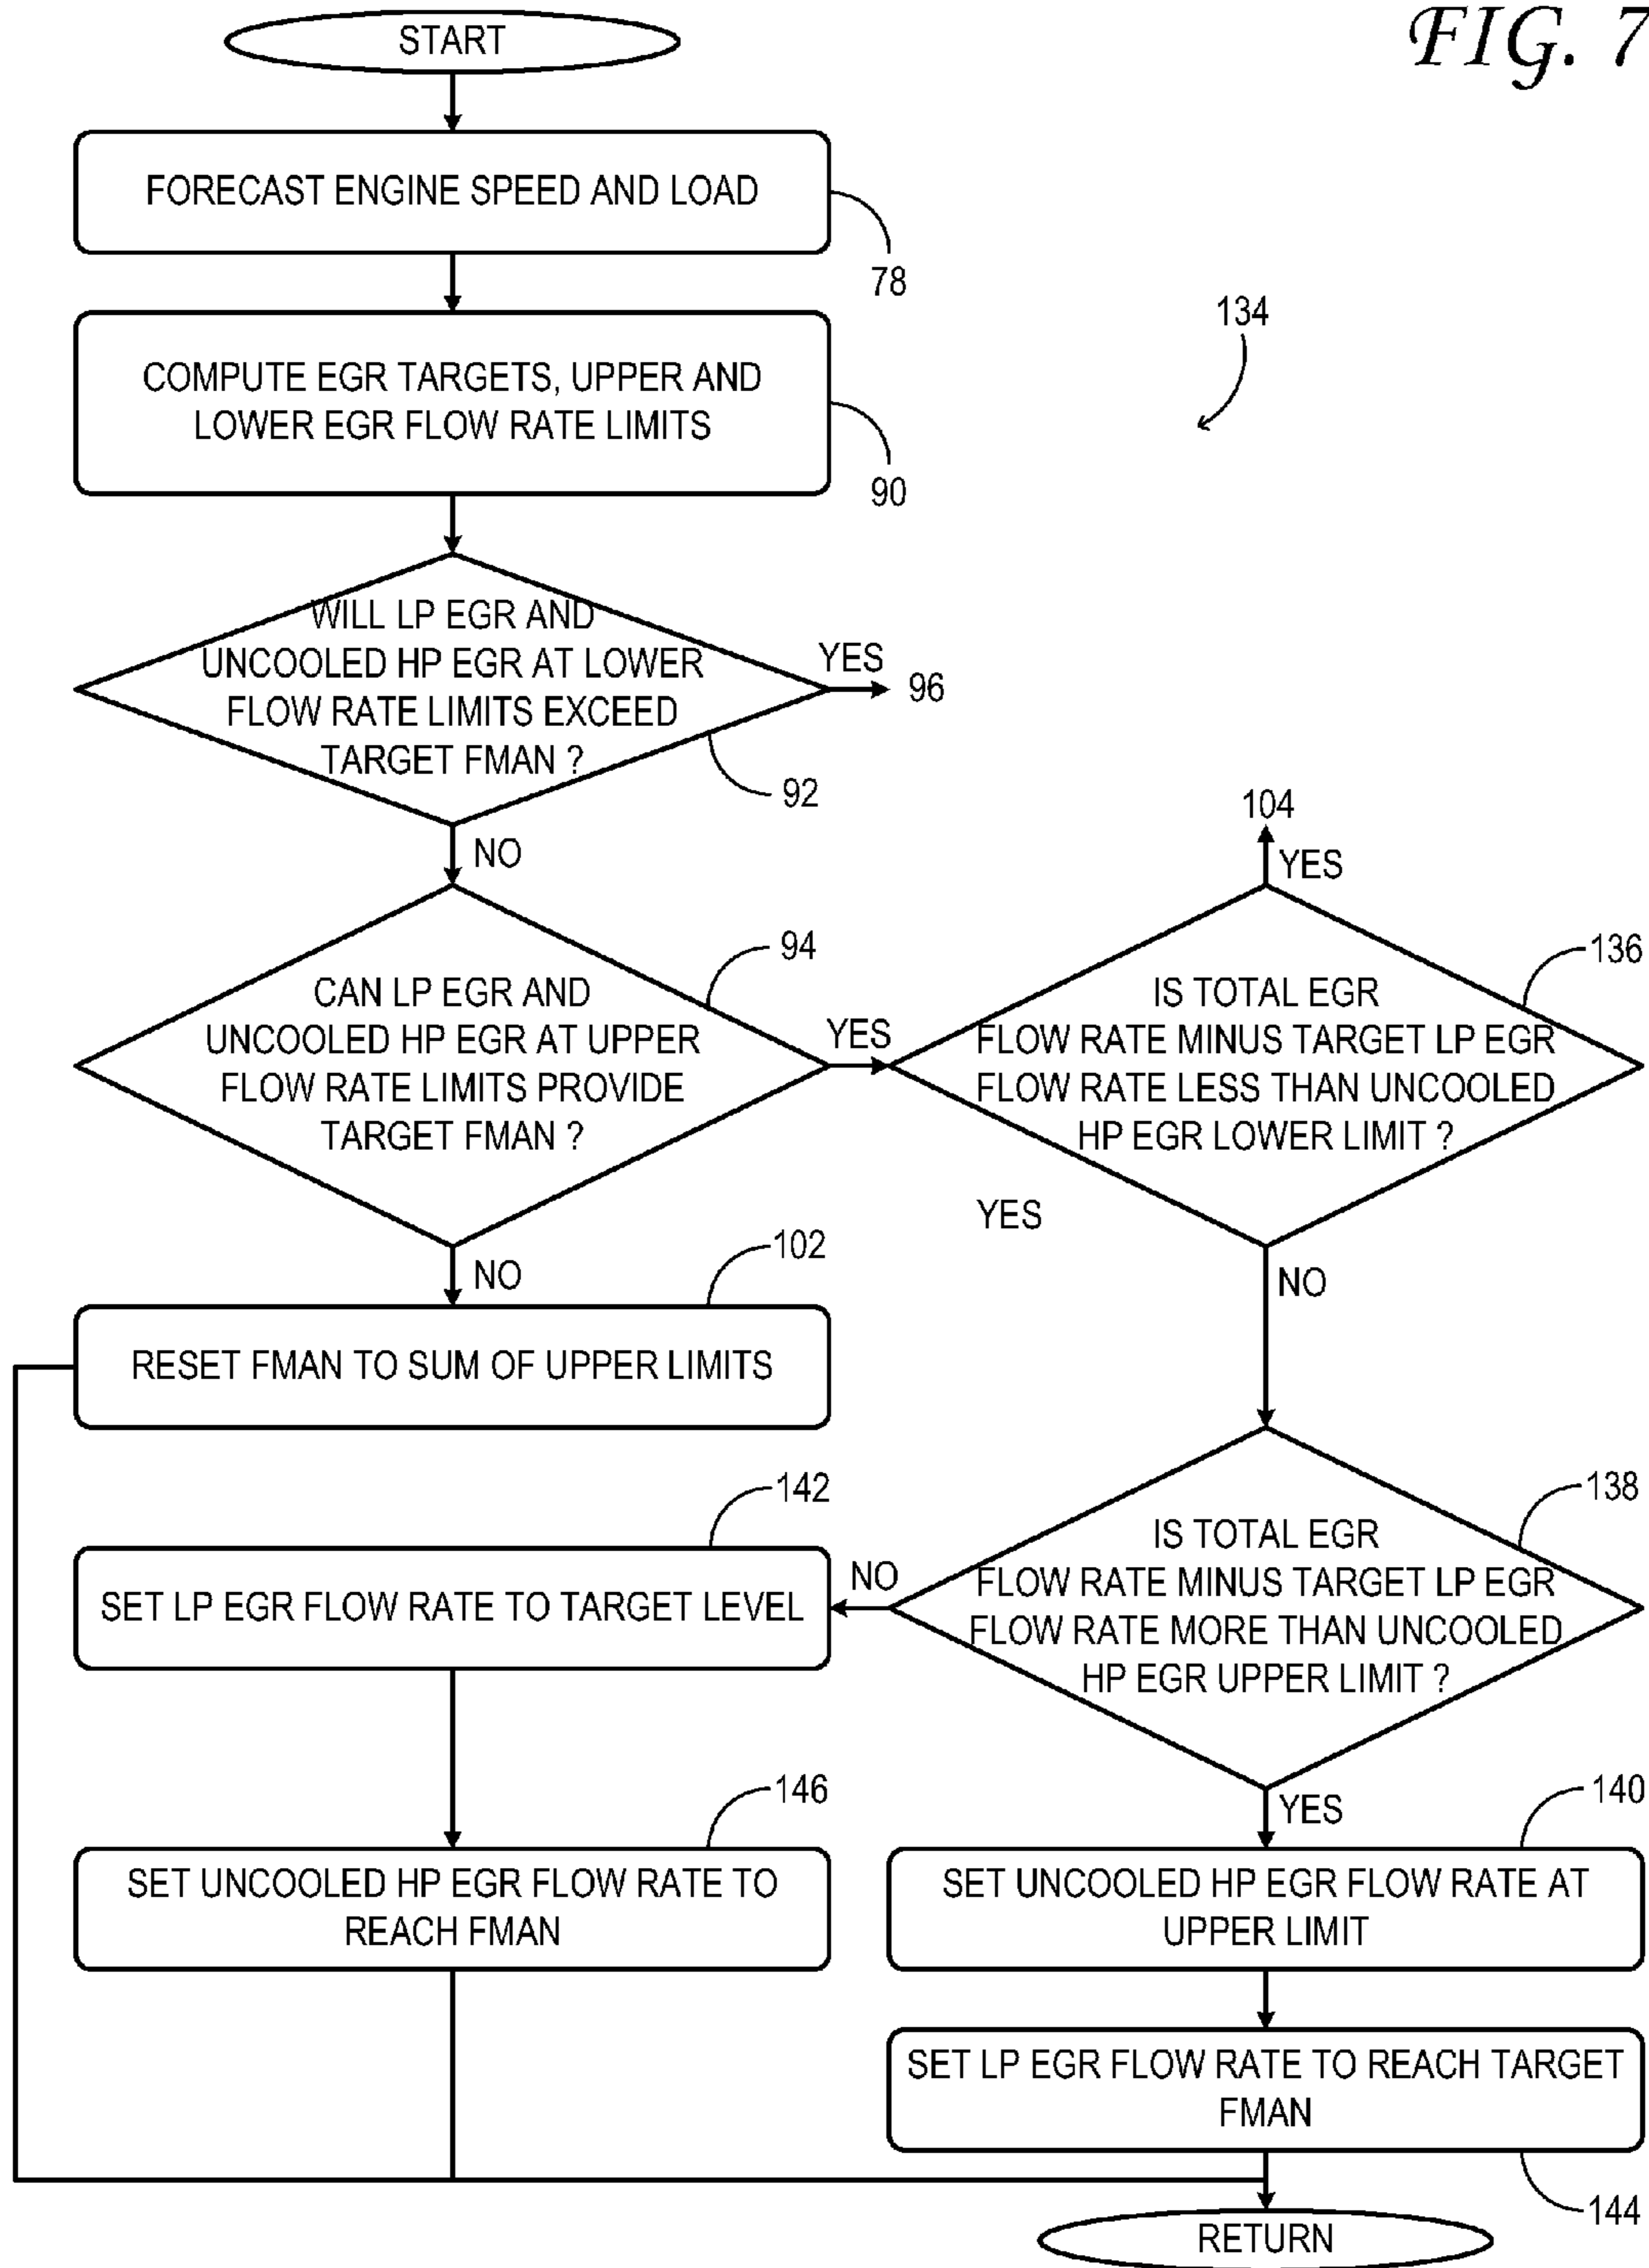 FIG. 7
START
FORECAST ENGINE SPEED AND LOAD
78
134
COMPUTE EGR TARGETS, UPPER AND
LOWER EGR FLOW RATE LIMITS
90
WILL LP EGR AND
UNCOOLED HP EGR AT LOWER
FLOW RATE LIMITS EXCEED
TARGET FMAN ?
YES
96
92
NO
104
YES
94
CAN LP EGR AND
UNCOOLED HP EGR AT UPPER
FLOW RATE LIMITS PROVIDE
TARGET FMAN ?
YES
136
IS TOTAL EGR
FLOW RATE MINUS TARGET LP EGR
FLOW RATE LESS THAN UNCOOLED
HP EGR LOWER LIMIT ?
YES
NO
102
NO
RESET FMAN TO SUM OF UPPER LIMITS
142
138
IS TOTAL EGR
FLOW RATE MINUS TARGET LP EGR
FLOW RATE MORE THAN UNCOOLED
HP EGR UPPER LIMIT ?
NO
SET LP EGR FLOW RATE TO TARGET LEVEL
146
YES
140
SET UNCOOLED HP EGR FLOW RATE TO
REACH FMAN
SET UNCOOLED HP EGR FLOW RATE AT
UPPER LIMIT
SET LP EGR FLOW RATE TO REACH TARGET
FMAN
144
RETURN